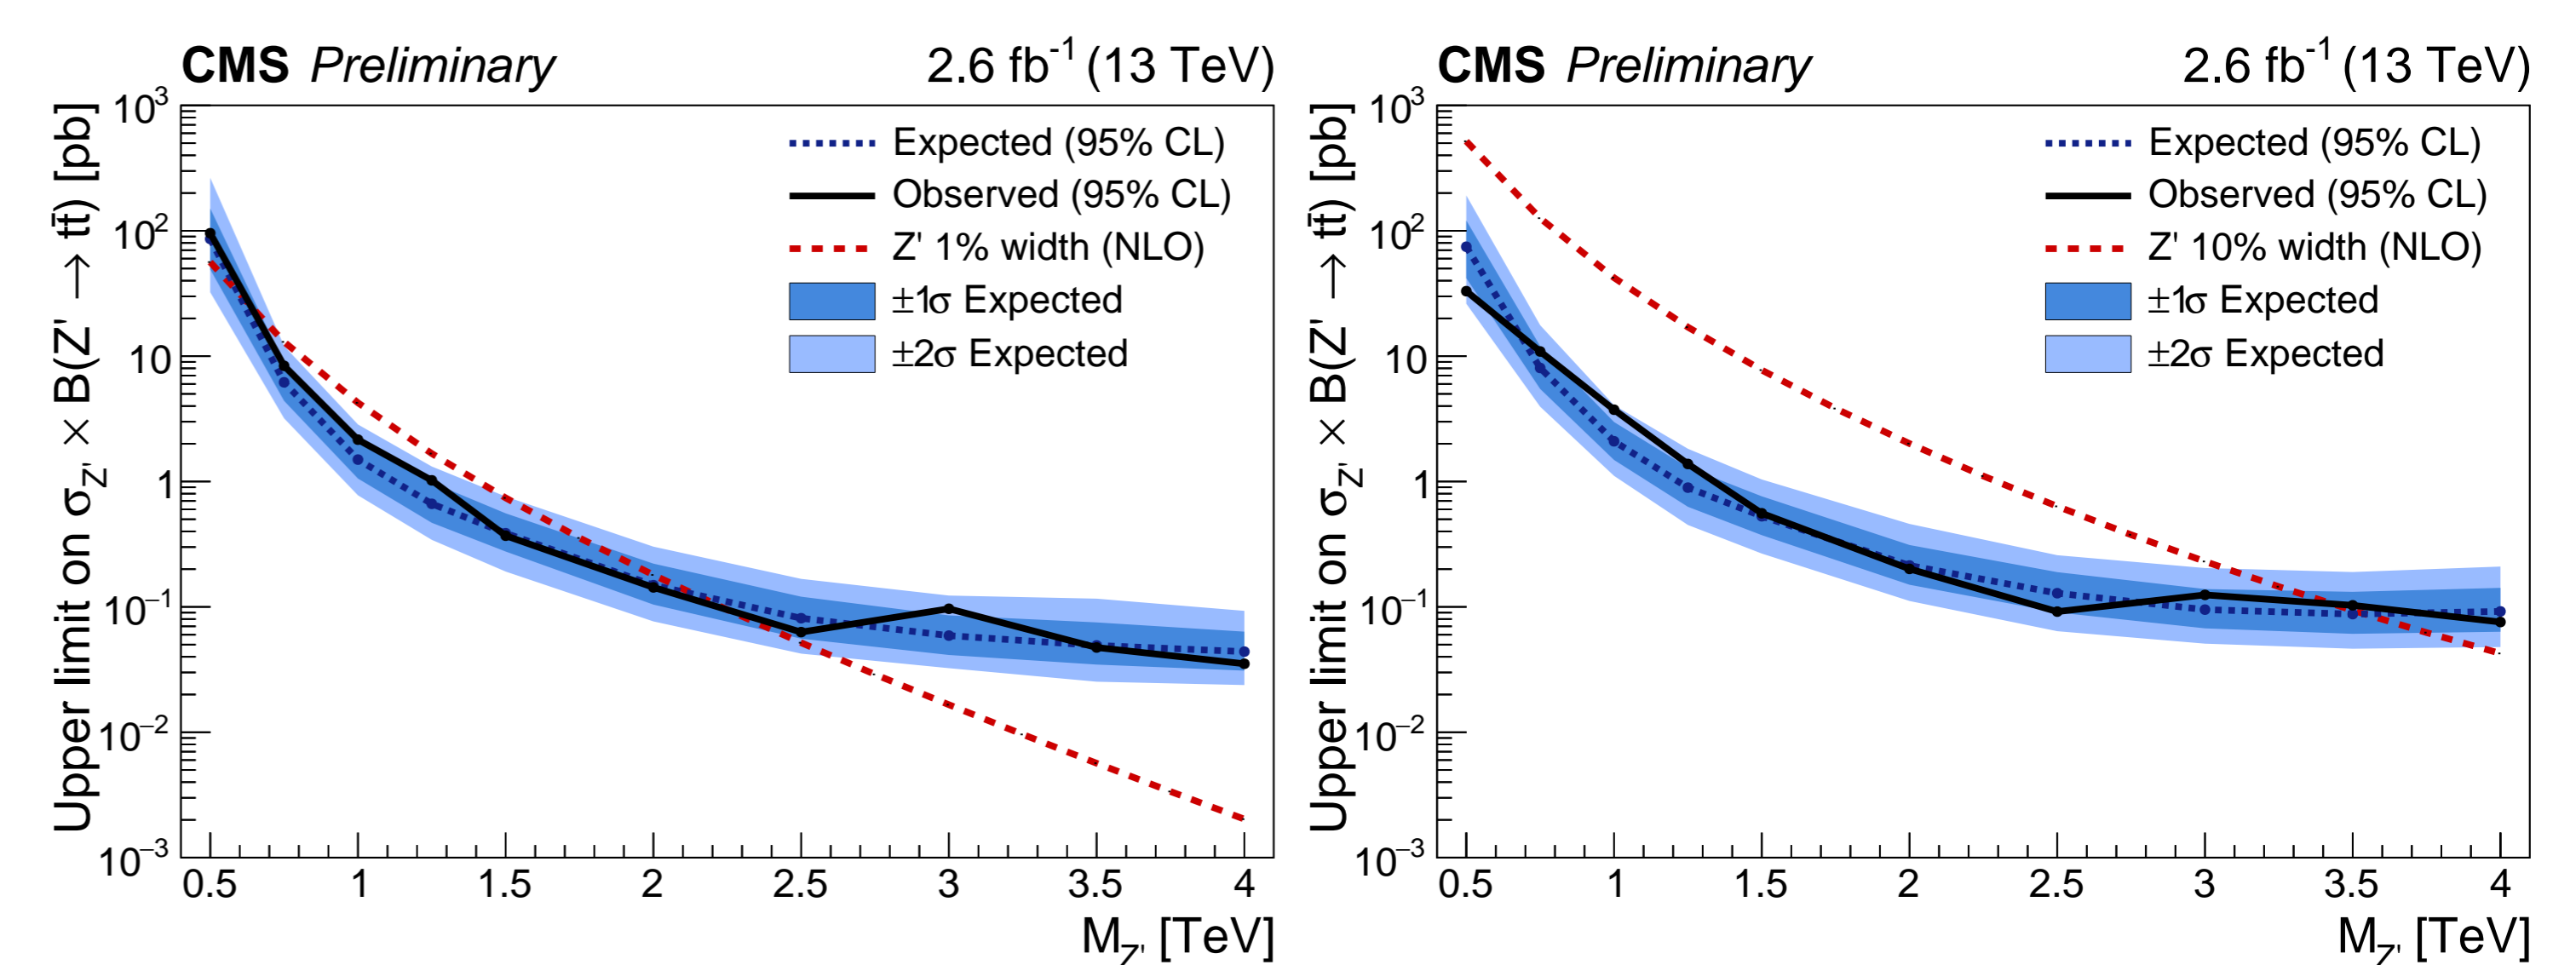 CMS Preliminary 2.6 fb⁻¹ (13 TeV)
Upper limit on σ_Z' × B(Z' → tt̄) [pb]
10³
10²
10
1
10⁻¹
10⁻²
10⁻³
Expected (95% CL)
Observed (95% CL)
Z' 1% width (NLO)
±1σ Expected
±2σ Expected
0.5 1 1.5 2 2.5 3 3.5 4
M_Z' [TeV]
CMS Preliminary 2.6 fb⁻¹ (13 TeV)
Upper limit on σ_Z' × B(Z' → tt̄) [pb]
10³
10²
10
1
10⁻¹
10⁻²
10⁻³
Expected (95% CL)
Observed (95% CL)
Z' 10% width (NLO)
±1σ Expected
±2σ Expected
0.5 1 1.5 2 2.5 3 3.5 4
M_Z' [TeV]